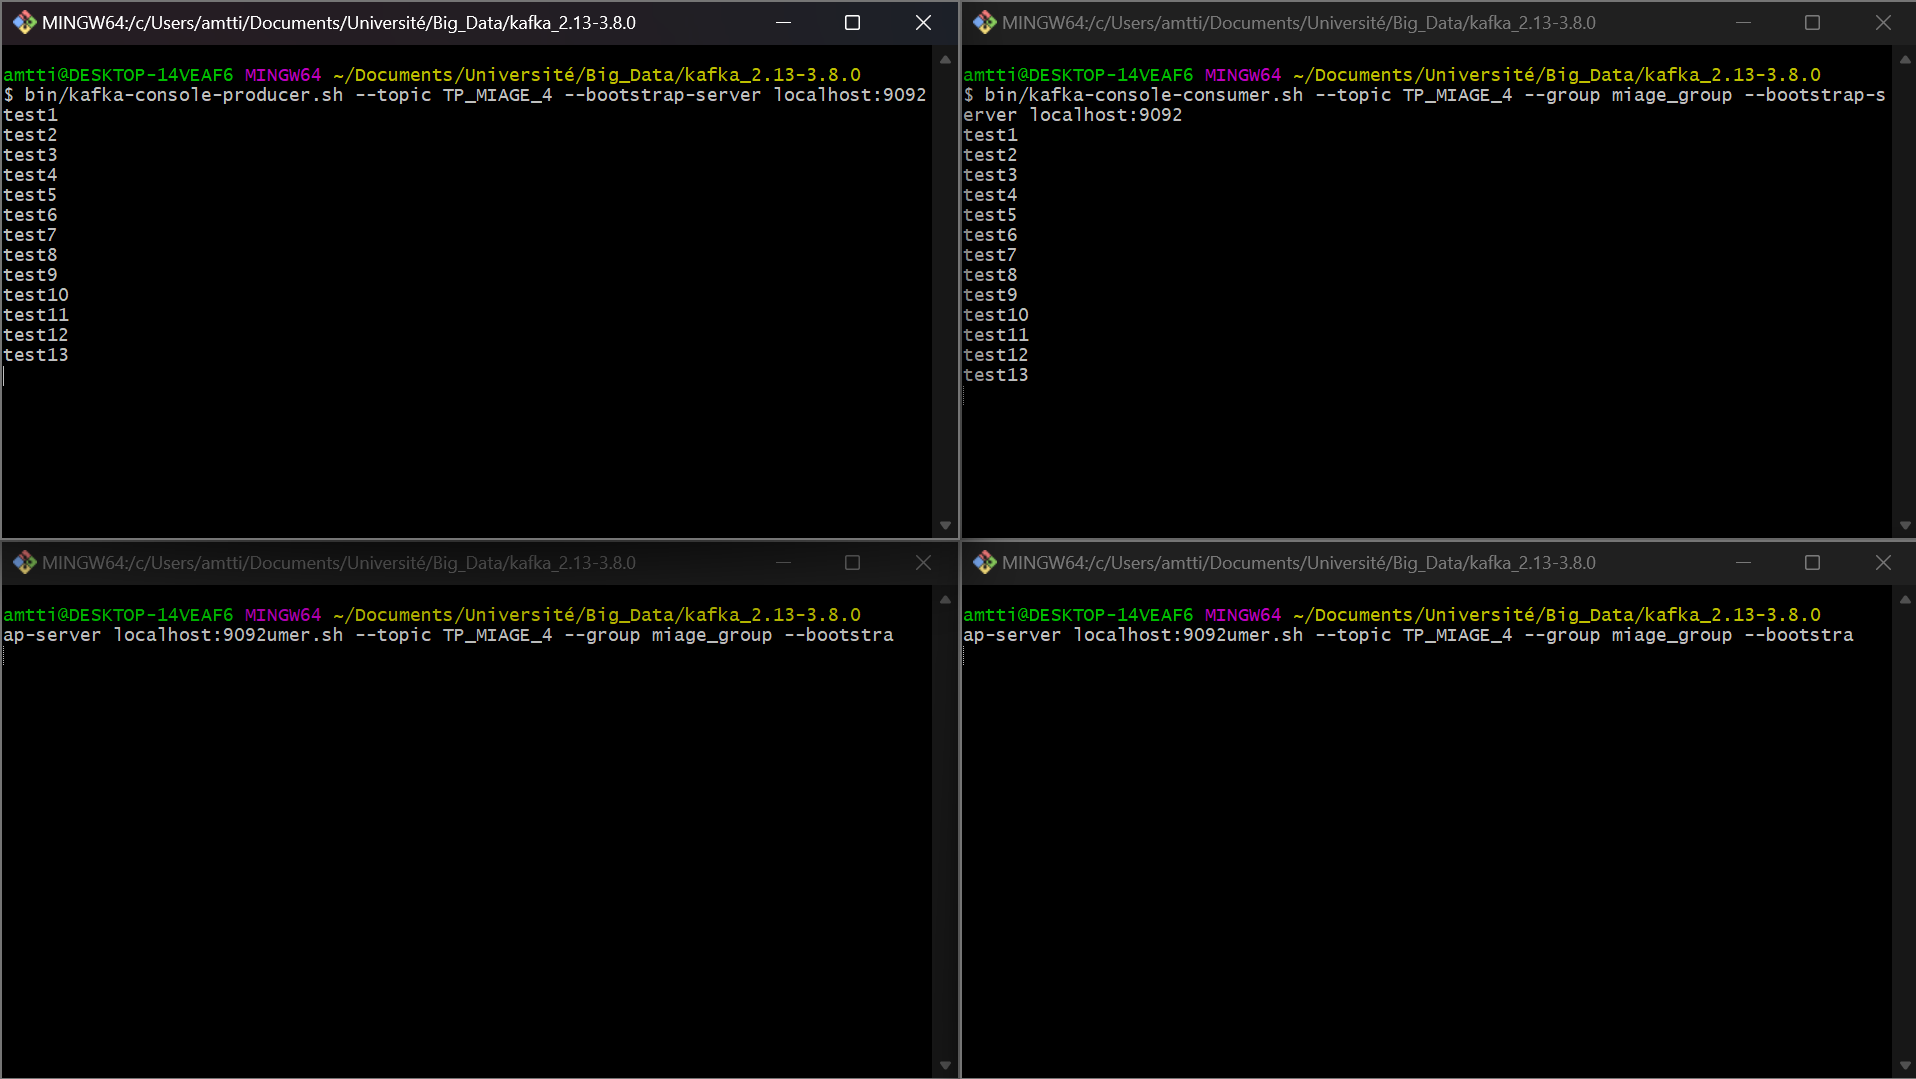 MINGW64:/c/Users/amtti/Documents/Université/Big_Data/kafka_2.13-3.8.0
amtti@DESKTOP-14VEAF6 MINGW64 ~/Documents/Université/Big_Data/kafka_2.13-3.8.0
$ bin/kafka-console-producer.sh --topic TP_MIAGE_4 --bootstrap-server localhost:9092
test1
test2
test3
test4
test5
test6
test7
test8
test9
test10
test11
test12
test13
MINGW64:/c/Users/amtti/Documents/Université/Big_Data/kafka_2.13-3.8.0
amtti@DESKTOP-14VEAF6 MINGW64 ~/Documents/Université/Big_Data/kafka_2.13-3.8.0
$ bin/kafka-console-consumer.sh --topic TP_MIAGE_4 --group miage_group --bootstrap-s
erver localhost:9092
test1
test2
test3
test4
test5
test6
test7
test8
test9
test10
test11
test12
test13
MINGW64:/c/Users/amtti/Documents/Université/Big_Data/kafka_2.13-3.8.0
amtti@DESKTOP-14VEAF6 MINGW64 ~/Documents/Université/Big_Data/kafka_2.13-3.8.0
ap-server localhost:9092umer.sh --topic TP_MIAGE_4 --group miage_group --bootstra
MINGW64:/c/Users/amtti/Documents/Université/Big_Data/kafka_2.13-3.8.0
amtti@DESKTOP-14VEAF6 MINGW64 ~/Documents/Université/Big_Data/kafka_2.13-3.8.0
ap-server localhost:9092umer.sh --topic TP_MIAGE_4 --group miage_group --bootstra